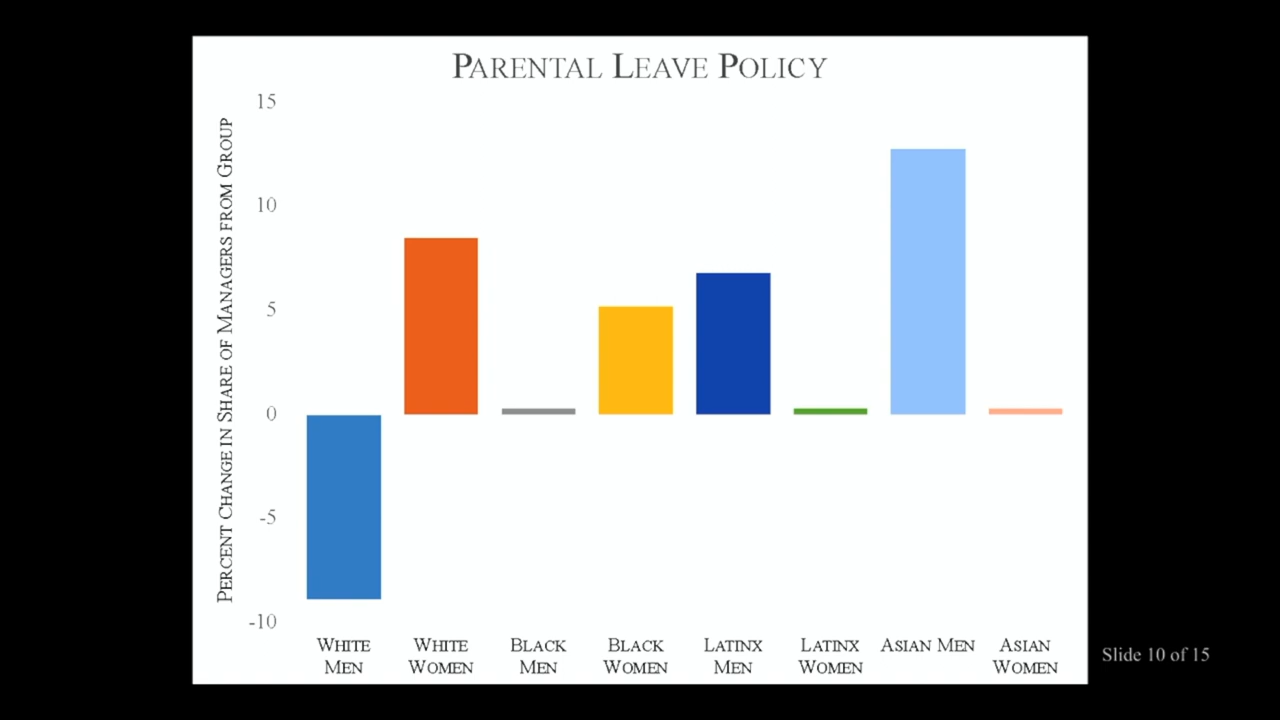 PARENTAL LEAVE POLICY
PERCENT CHANGE IN SHARE OF MANAGERS FROM GROUP
15
10
5
0
-5
-10
WHITE MEN
WHITE WOMEN
BLACK MEN
BLACK WOMEN
LATINX MEN
LATINX WOMEN
ASIAN MEN
ASIAN WOMEN
Slide 10 of 15